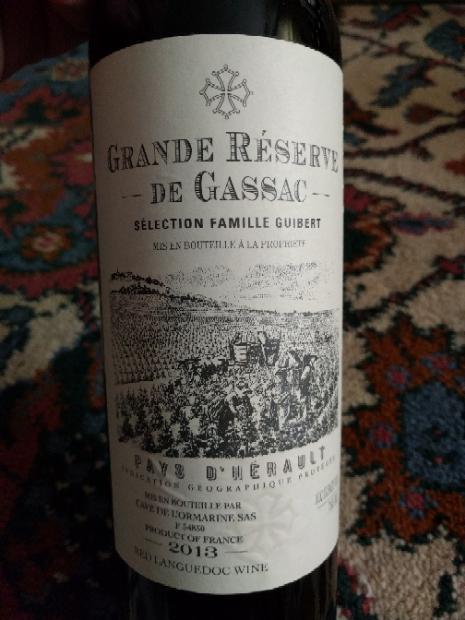 GRANDE RÉSERVE
DE GASSAC
SÉLECTION FAMILLE GUIBERT
MIS EN BOUTEILLE À LA PROPRIÉTÉ
PAYS D'HÉRAULT
INDICATION GÉOGRAPHIQUE PROTÉGÉE
MIS EN BOUTEILLE PAR
CAVE DE L'ORMARINE SAS
F 34850
PRODUCT OF FRANCE
2013
RED LANGUEDOC WINE